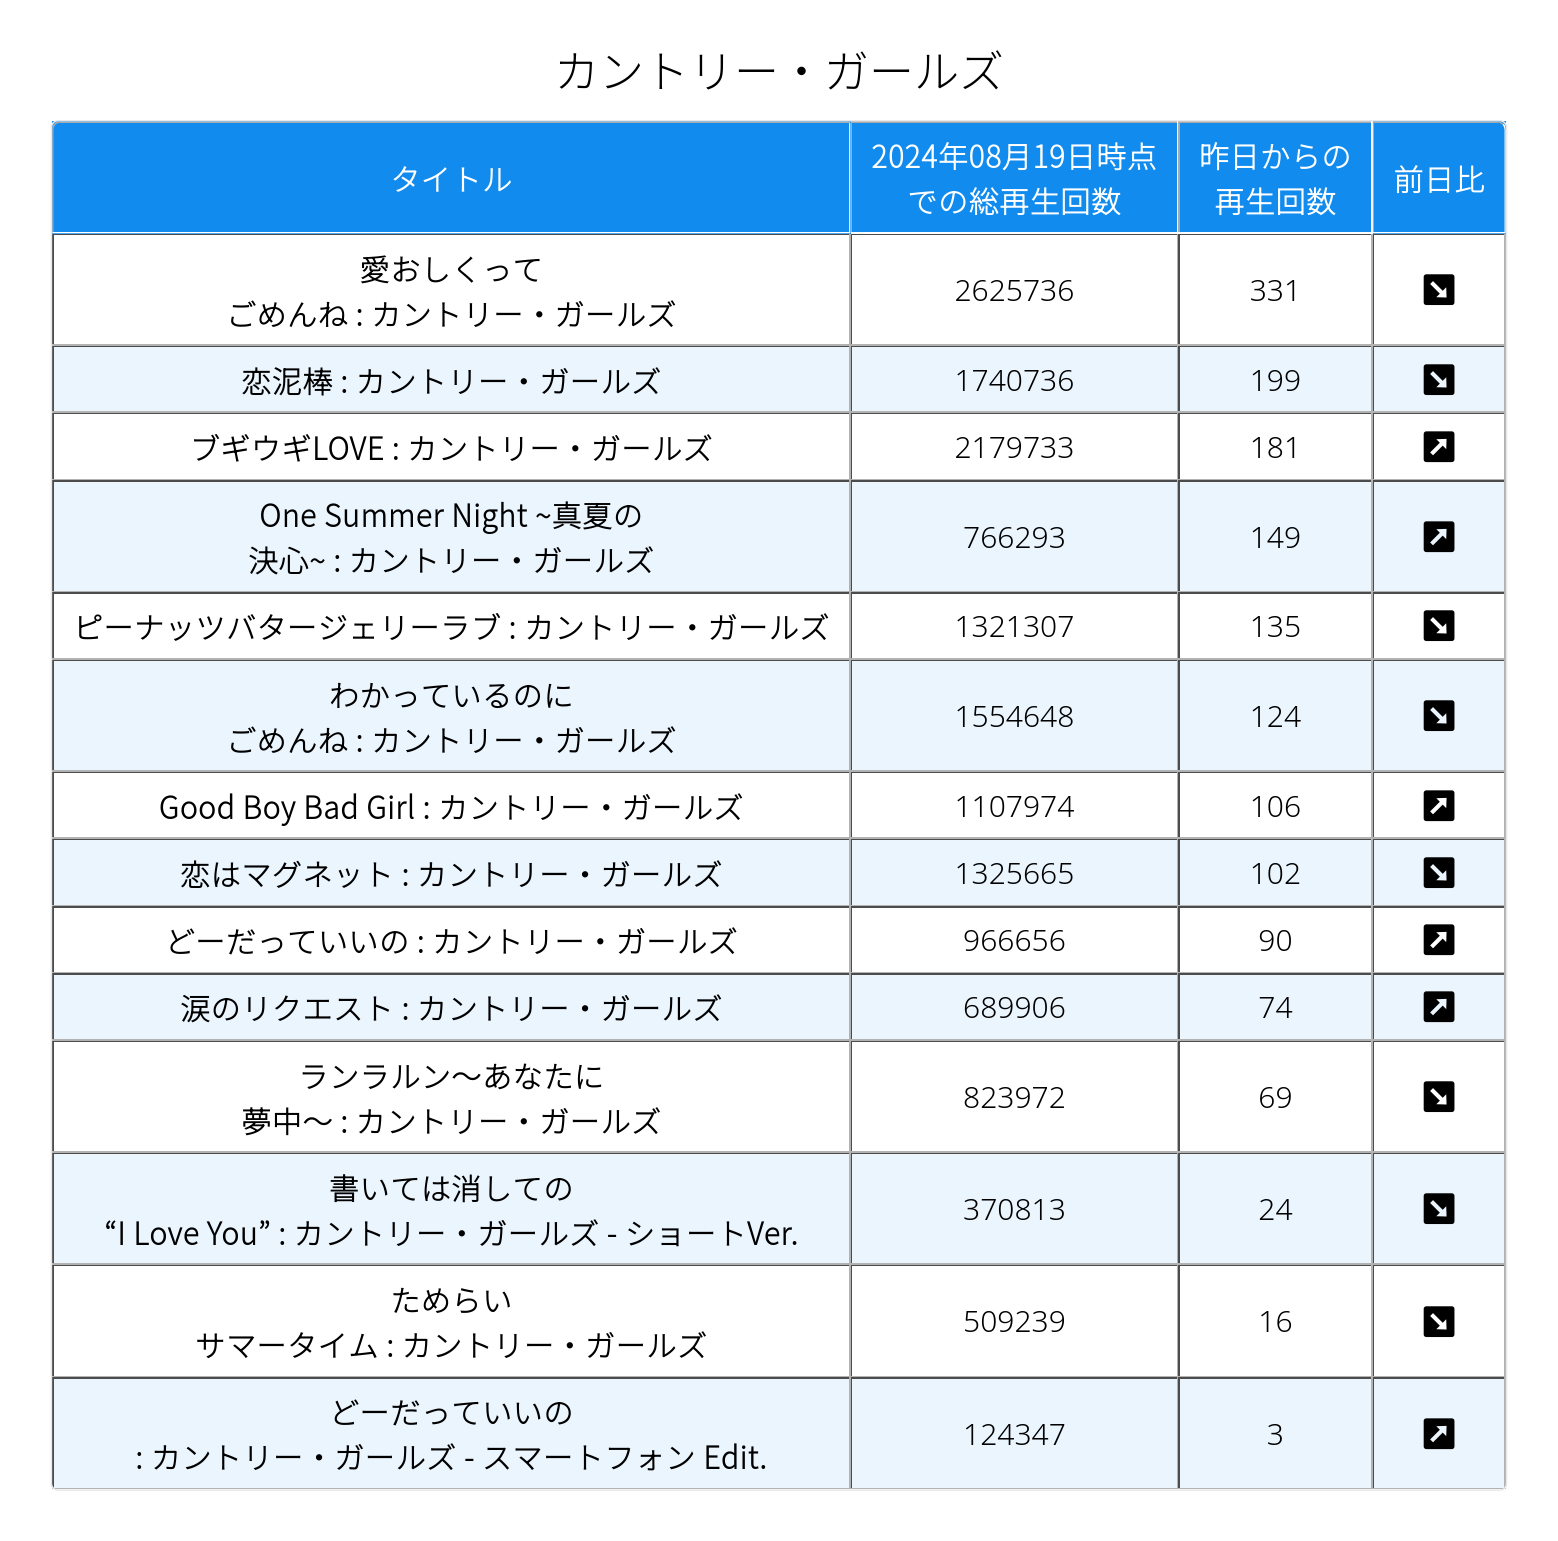 カントリー・ガールズ
タイトル
2024年08月19日時点
での総再生回数
昨日からの
再生回数
前日比
愛おしくって
ごめんね : カントリー・ガールズ
2625736
331
恋泥棒 : カントリー・ガールズ
1740736
199
ブギウギLOVE : カントリー・ガールズ
2179733
181
One Summer Night ~真夏の
決心~ : カントリー・ガールズ
766293
149
ピーナッツバタージェリーラブ : カントリー・ガールズ
1321307
135
わかっているのに
ごめんね : カントリー・ガールズ
1554648
124
Good Boy Bad Girl : カントリー・ガールズ
1107974
106
恋はマグネット : カントリー・ガールズ
1325665
102
どーだっていいの : カントリー・ガールズ
966656
90
涙のリクエスト : カントリー・ガールズ
689906
74
ランラルン〜あなたに
夢中〜 : カントリー・ガールズ
823972
69
書いては消しての
“I Love You” : カントリー・ガールズ - ショートVer.
370813
24
ためらい
サマータイム : カントリー・ガールズ
509239
16
どーだっていいの
: カントリー・ガールズ - スマートフォン Edit.
124347
3